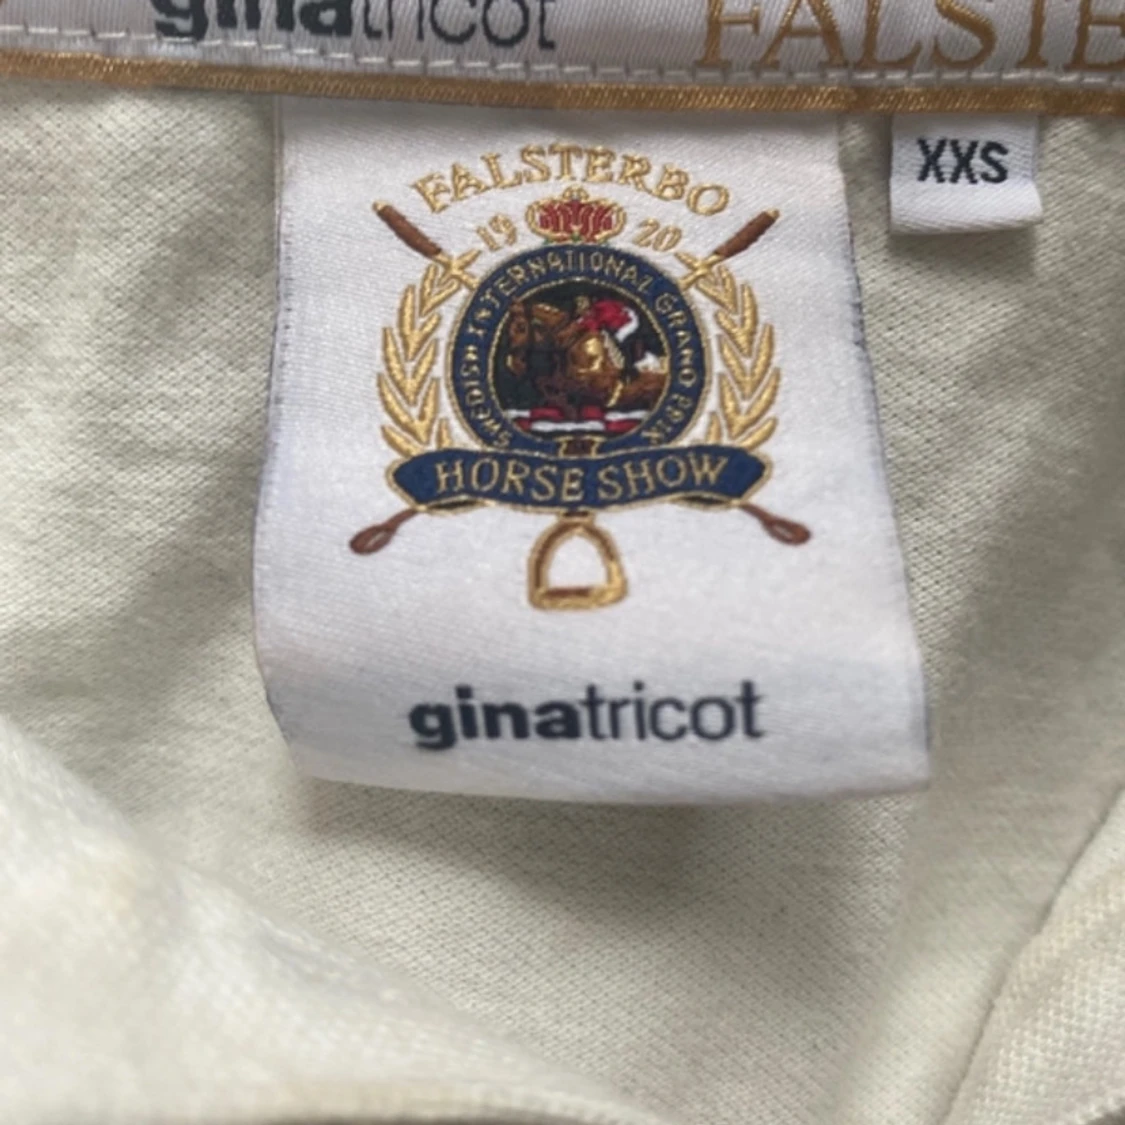 ginatricot FALSTE
XXS
FALSTERBO
19 20
SWEDISH INTERNATIONAL GRAND PRIX
HORSE SHOW
ginatricot